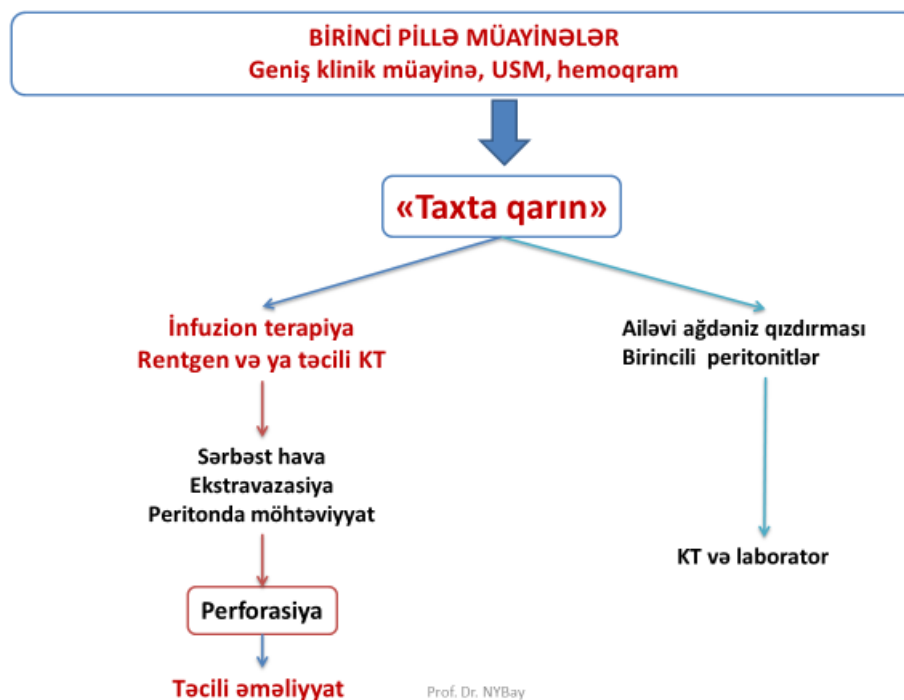 BİRİNCİ PİLLƏ MÜAYİNƏLƏR
Geniş klinik müayinə, USM, hemoqram
«Taxta qarın»
İnfuzion terapiya
Rentgen və ya təcili KT
Ailəvi ağdəniz qızdırması
Birincili peritonitlər
Sərbəst hava
Ekstravazasiya
Peritonda möhtəviyyat
KT və laborator
Perforasiya
Təcili əməliyyat
Prof. Dr. NYBay